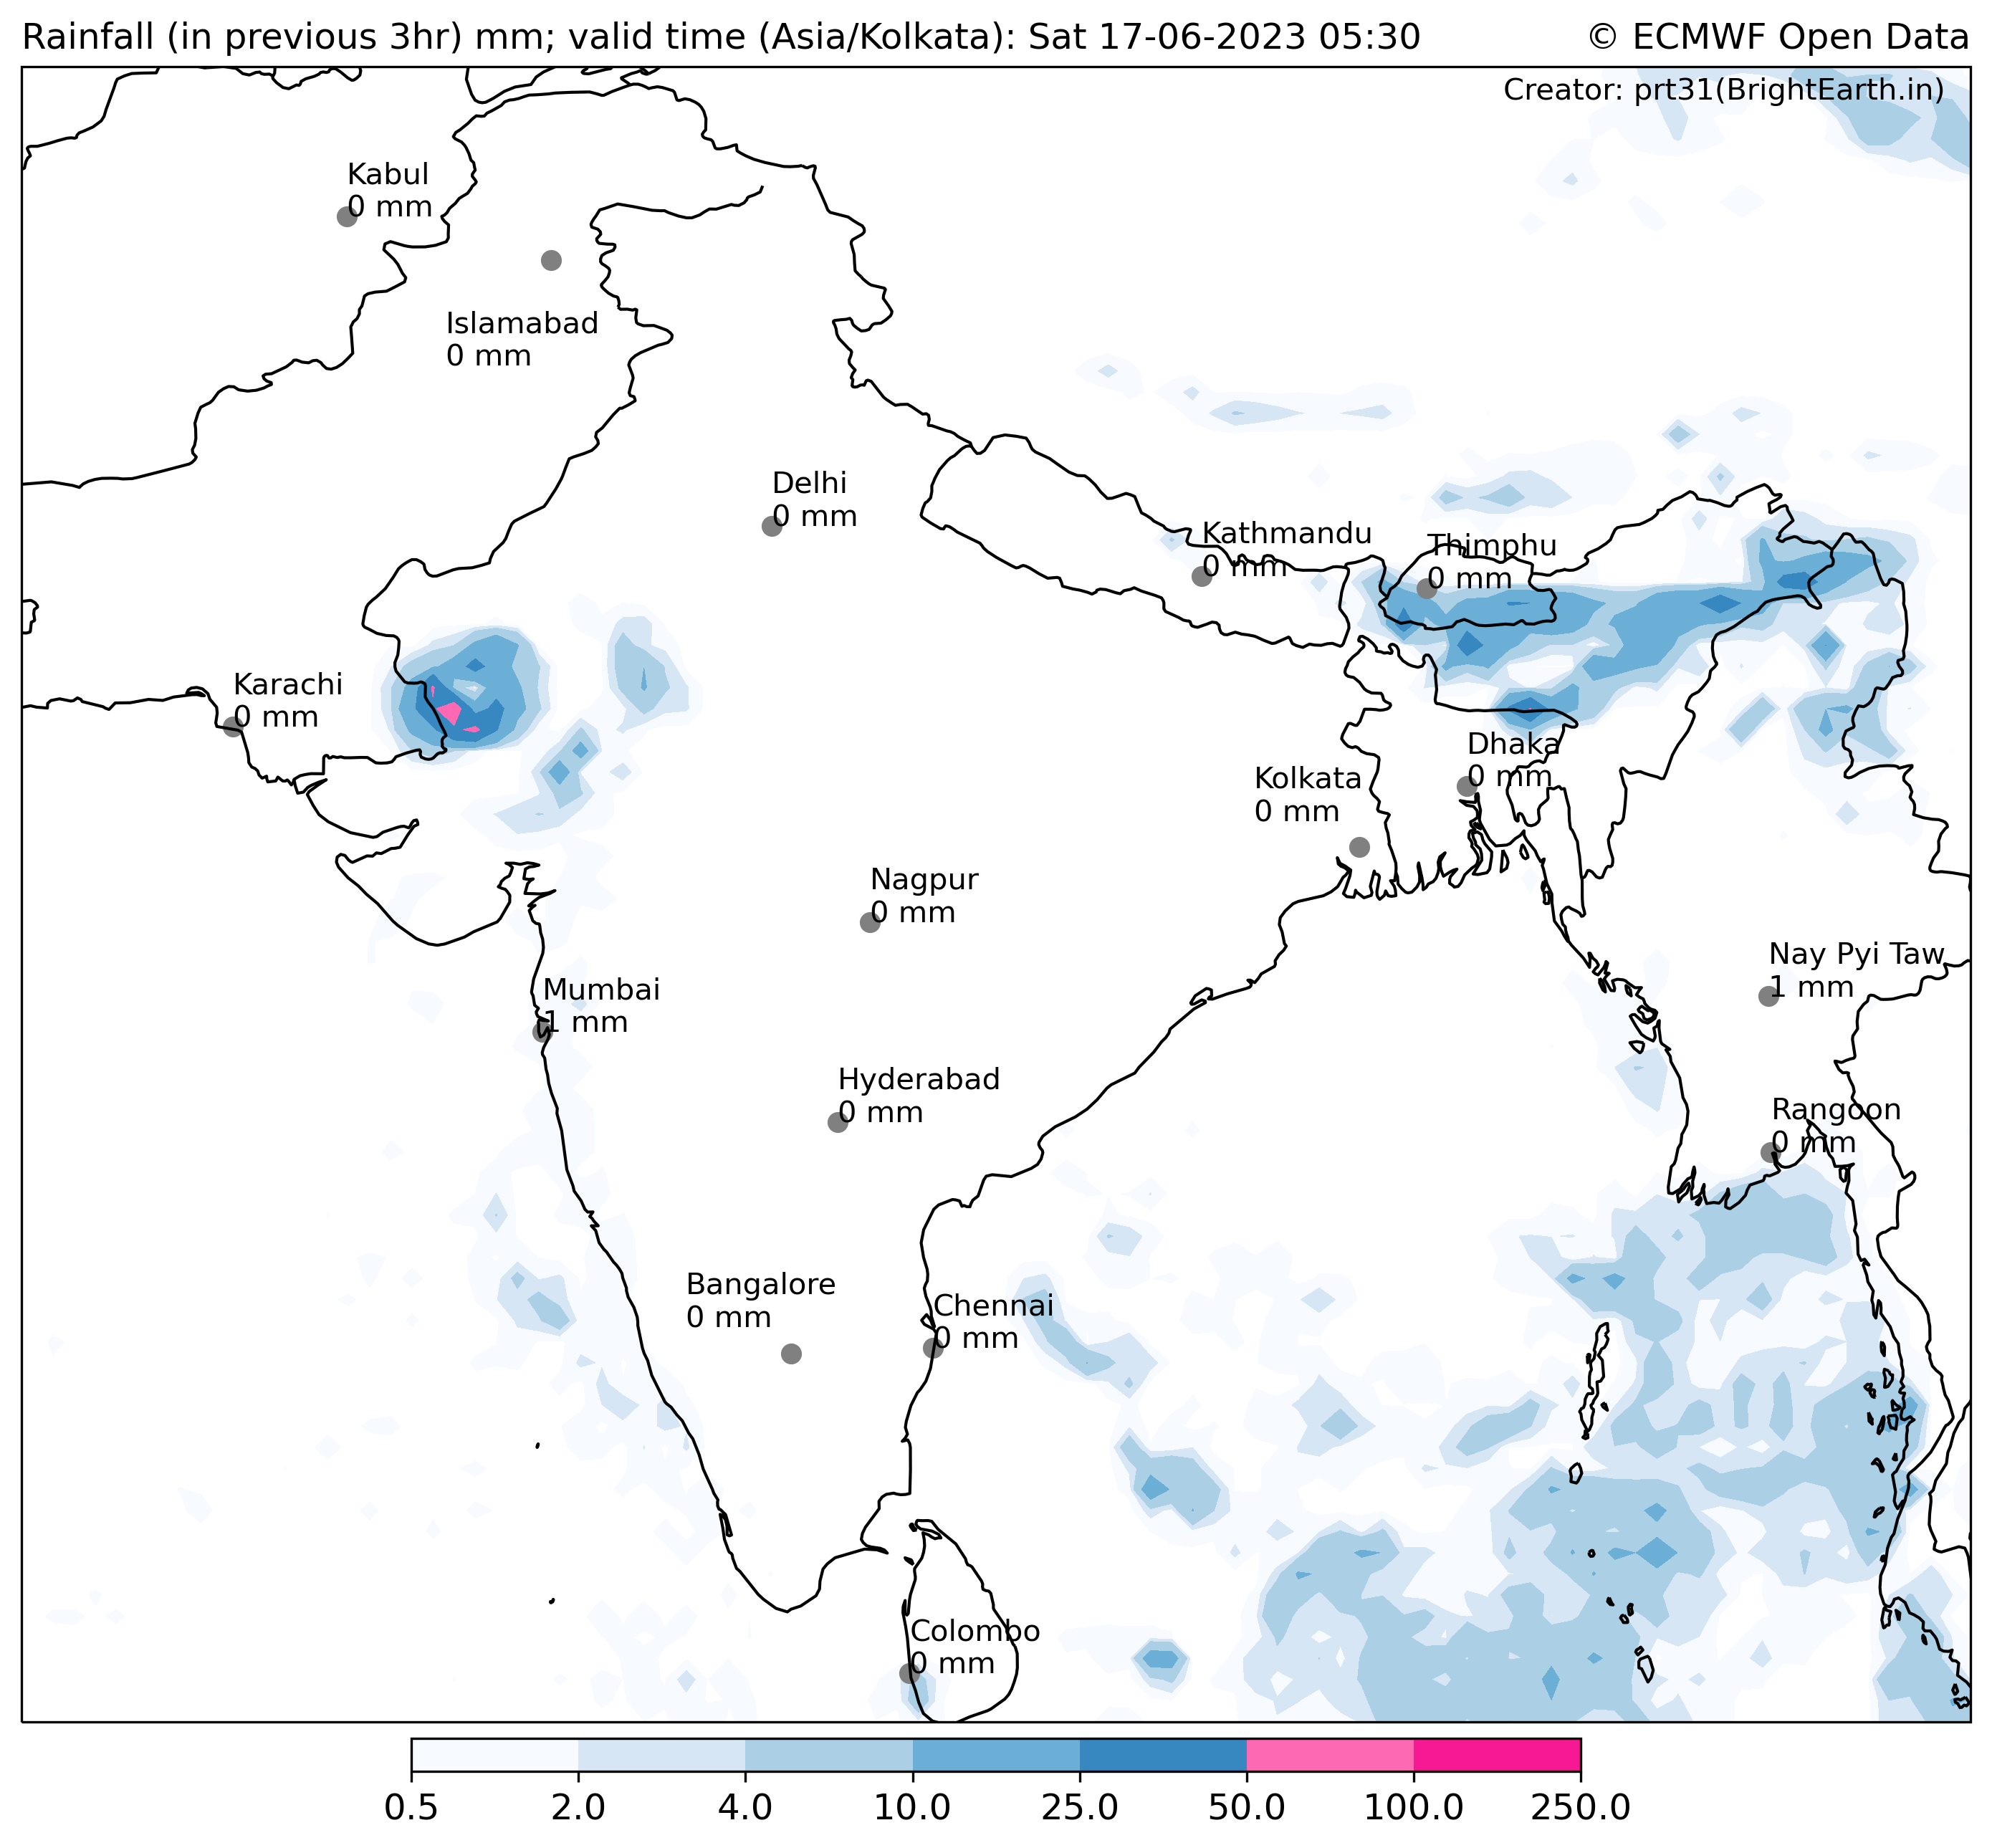 Rainfall (in previous 3hr) mm; valid time (Asia/Kolkata): Sat 17-06-2023 05:30
© ECMWF Open Data
Creator: prt31(BrightEarth.in)
Kabul
0 mm
Islamabad
0 mm
Delhi
0 mm
Kathmandu
0 mm
Thimphu
0 mm
Karachi
0 mm
Dhaka
0 mm
Kolkata
0 mm
Nagpur
0 mm
Nay Pyi Taw
1 mm
Mumbai
1 mm
Hyderabad
0 mm
Rangoon
0 mm
Bangalore
0 mm
Chennai
0 mm
Colombo
0 mm
0.5 2.0 4.0 10.0 25.0 50.0 100.0 250.0